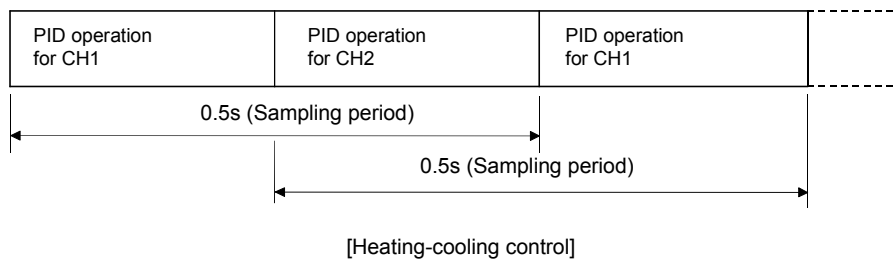 PID operation
for CH1
PID operation
for CH2
PID operation
for CH1
0.5s (Sampling period)
0.5s (Sampling period)
[Heating-cooling control]